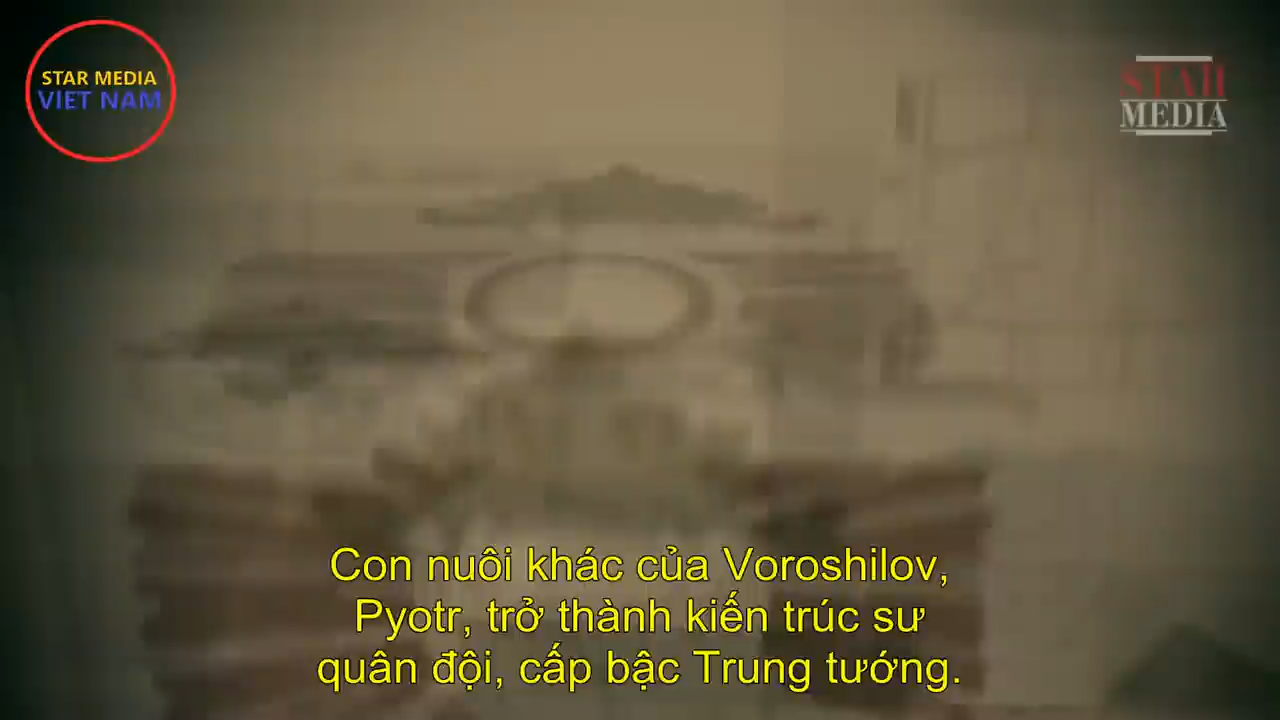 STAR MEDIA
VIET NAM
STAR
MEDIA
Con nuôi khác của Voroshilov,
Pyotr, trở thành kiến trúc sư
quân đội, cấp bậc Trung tướng.